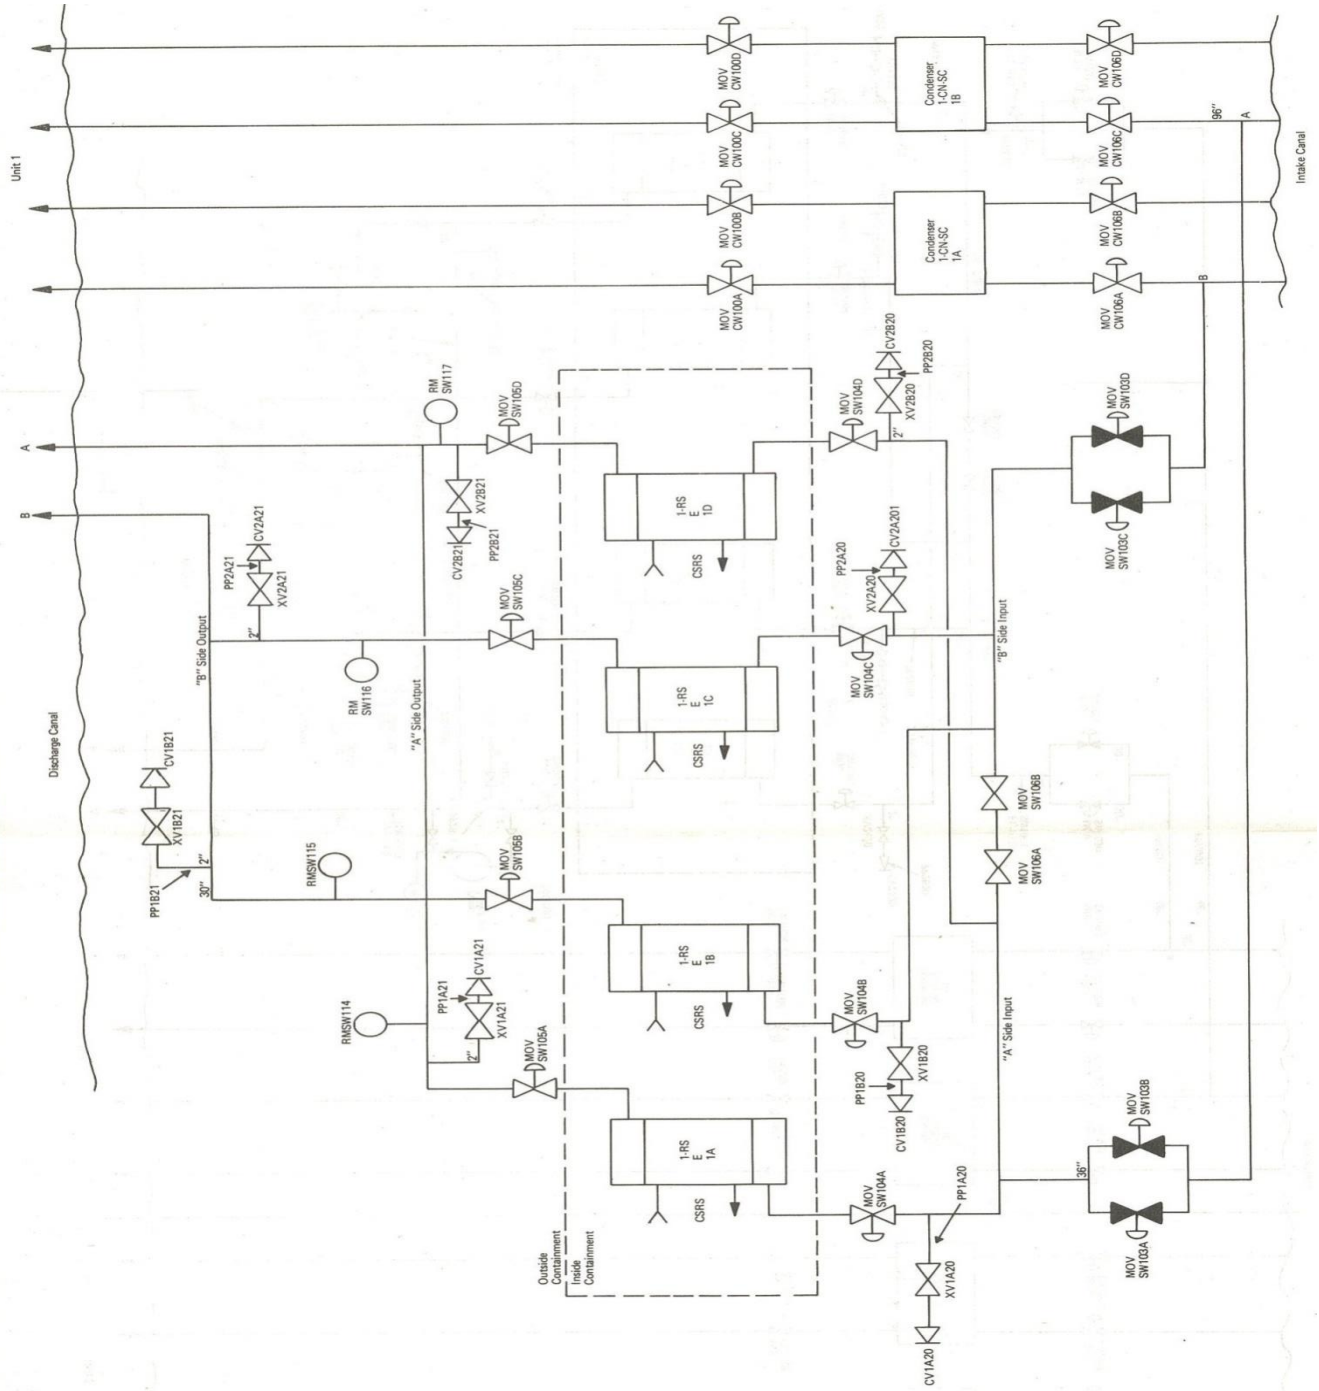 Unit 1
MOV
CW100D
Condenser
1-CN-SC
1B
MOV
CW106D
MOV
CW100C
MOV
CW106C
96"
A
Intake Canal
MOV
CW100B
Condenser
1-CN-SC
1A
MOV
CW106B
MOV
CW100A
MOV
CW106A
B
Discharge Canal
A
B
RM
SW117
MOV
SW105D
MOV
SW104D
CV2B20
PP2B20
XV2B20
2"
MOV
SW103D
MOV
SW103C
XV2B21
CV2B21
PP2B21
1-RS
E
1D
CSRS
CV2A21
PP2A21
XV2A21
2"
"B" Side Output
RM
SW116
MOV
SW105C
1-RS
E
1C
CSRS
MOV
SW104C
PP2A20
CV2A201
XV2A20
"B" Side Input
"A" Side Output
CV1B21
XV1B21
PP1B21
2"
30"
RMSW115
MOV
SW105B
1-RS
E
1B
CSRS
MOV
SW104B
XV1B20
PP1B20
CV1B20
MOV
SW106B
MOV
SW106A
"A" Side Input
RMSW114
PP1A21
CV1A21
XV1A21
2"
MOV
SW105A
1-RS
E
1A
CSRS
MOV
SW104A
PP1A20
XV1A20
CV1A20
36"
MOV
SW103B
MOV
SW103A
Outside
Containment
Inside
Containment